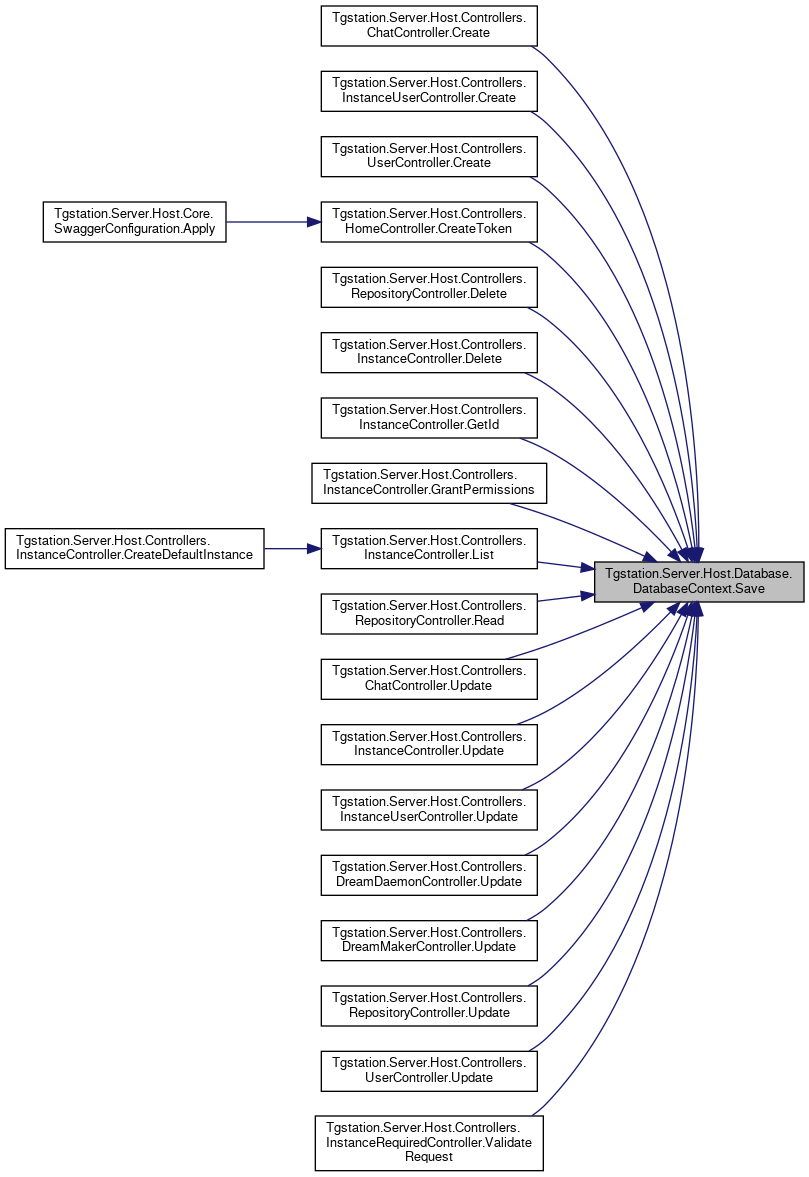 Tgstation.Server.Host.Controllers.
ChatController.Create
Tgstation.Server.Host.Controllers.
InstanceUserController.Create
Tgstation.Server.Host.Controllers.
UserController.Create
Tgstation.Server.Host.Core.
SwaggerConfiguration.Apply
Tgstation.Server.Host.Controllers.
HomeController.CreateToken
Tgstation.Server.Host.Controllers.
RepositoryController.Delete
Tgstation.Server.Host.Controllers.
InstanceController.Delete
Tgstation.Server.Host.Controllers.
InstanceController.GetId
Tgstation.Server.Host.Controllers.
InstanceController.GrantPermissions
Tgstation.Server.Host.Controllers.
InstanceController.CreateDefaultInstance
Tgstation.Server.Host.Controllers.
InstanceController.List
Tgstation.Server.Host.Database.
DatabaseContext.Save
Tgstation.Server.Host.Controllers.
RepositoryController.Read
Tgstation.Server.Host.Controllers.
ChatController.Update
Tgstation.Server.Host.Controllers.
InstanceController.Update
Tgstation.Server.Host.Controllers.
InstanceUserController.Update
Tgstation.Server.Host.Controllers.
DreamDaemonController.Update
Tgstation.Server.Host.Controllers.
DreamMakerController.Update
Tgstation.Server.Host.Controllers.
RepositoryController.Update
Tgstation.Server.Host.Controllers.
UserController.Update
Tgstation.Server.Host.Controllers.
InstanceRequiredController.Validate
Request